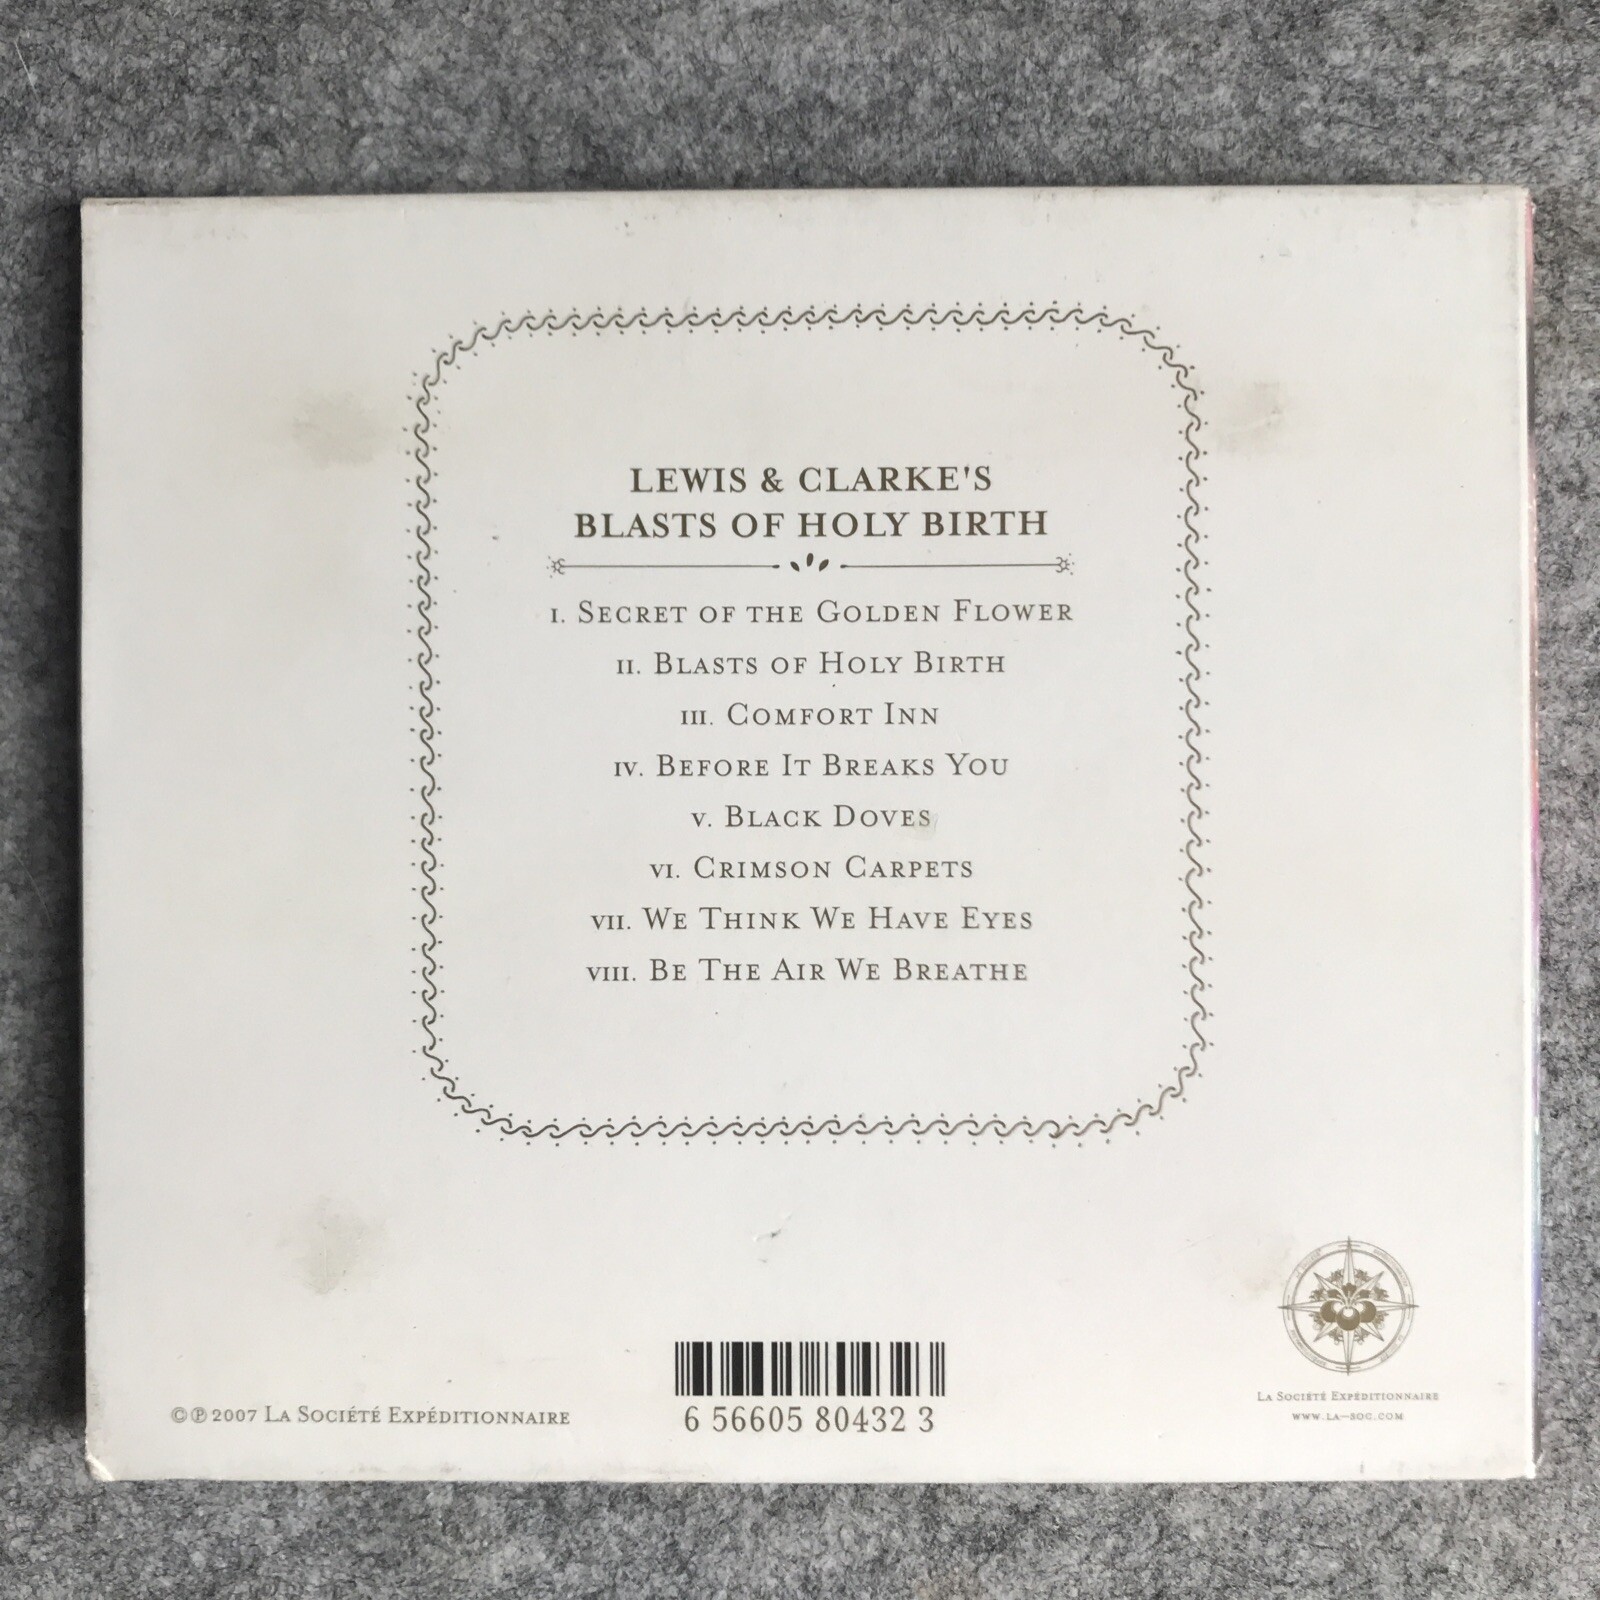 LEWIS & CLARKE'S
BLASTS OF HOLY BIRTH
I. SECRET OF THE GOLDEN FLOWER
II. BLASTS OF HOLY BIRTH
III. COMFORT INN
IV. BEFORE IT BREAKS YOU
V. BLACK DOVES
VI. CRIMSON CARPETS
VII. WE THINK WE HAVE EYES
VIII. BE THE AIR WE BREATHE
©℗2007 LA SOCIÉTÉ EXPÉDITIONNAIRE
6 56605 80432 3
LA SOCIÉTÉ EXPÉDITIONNAIRE
WWW.LA-SOC.COM